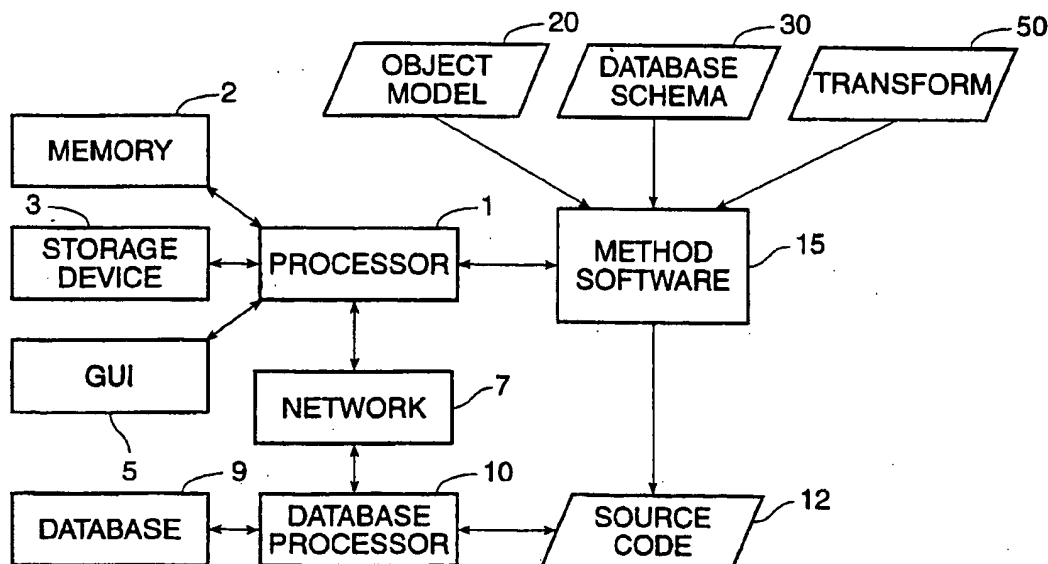 20
30
50
OBJECT
MODEL
DATABASE
SCHEMA
TRANSFORM
2
MEMORY
3
STORAGE
DEVICE
1
PROCESSOR
METHOD
SOFTWARE
15
GUI
5
NETWORK
7
9
DATABASE
10
DATABASE
PROCESSOR
SOURCE
CODE
12